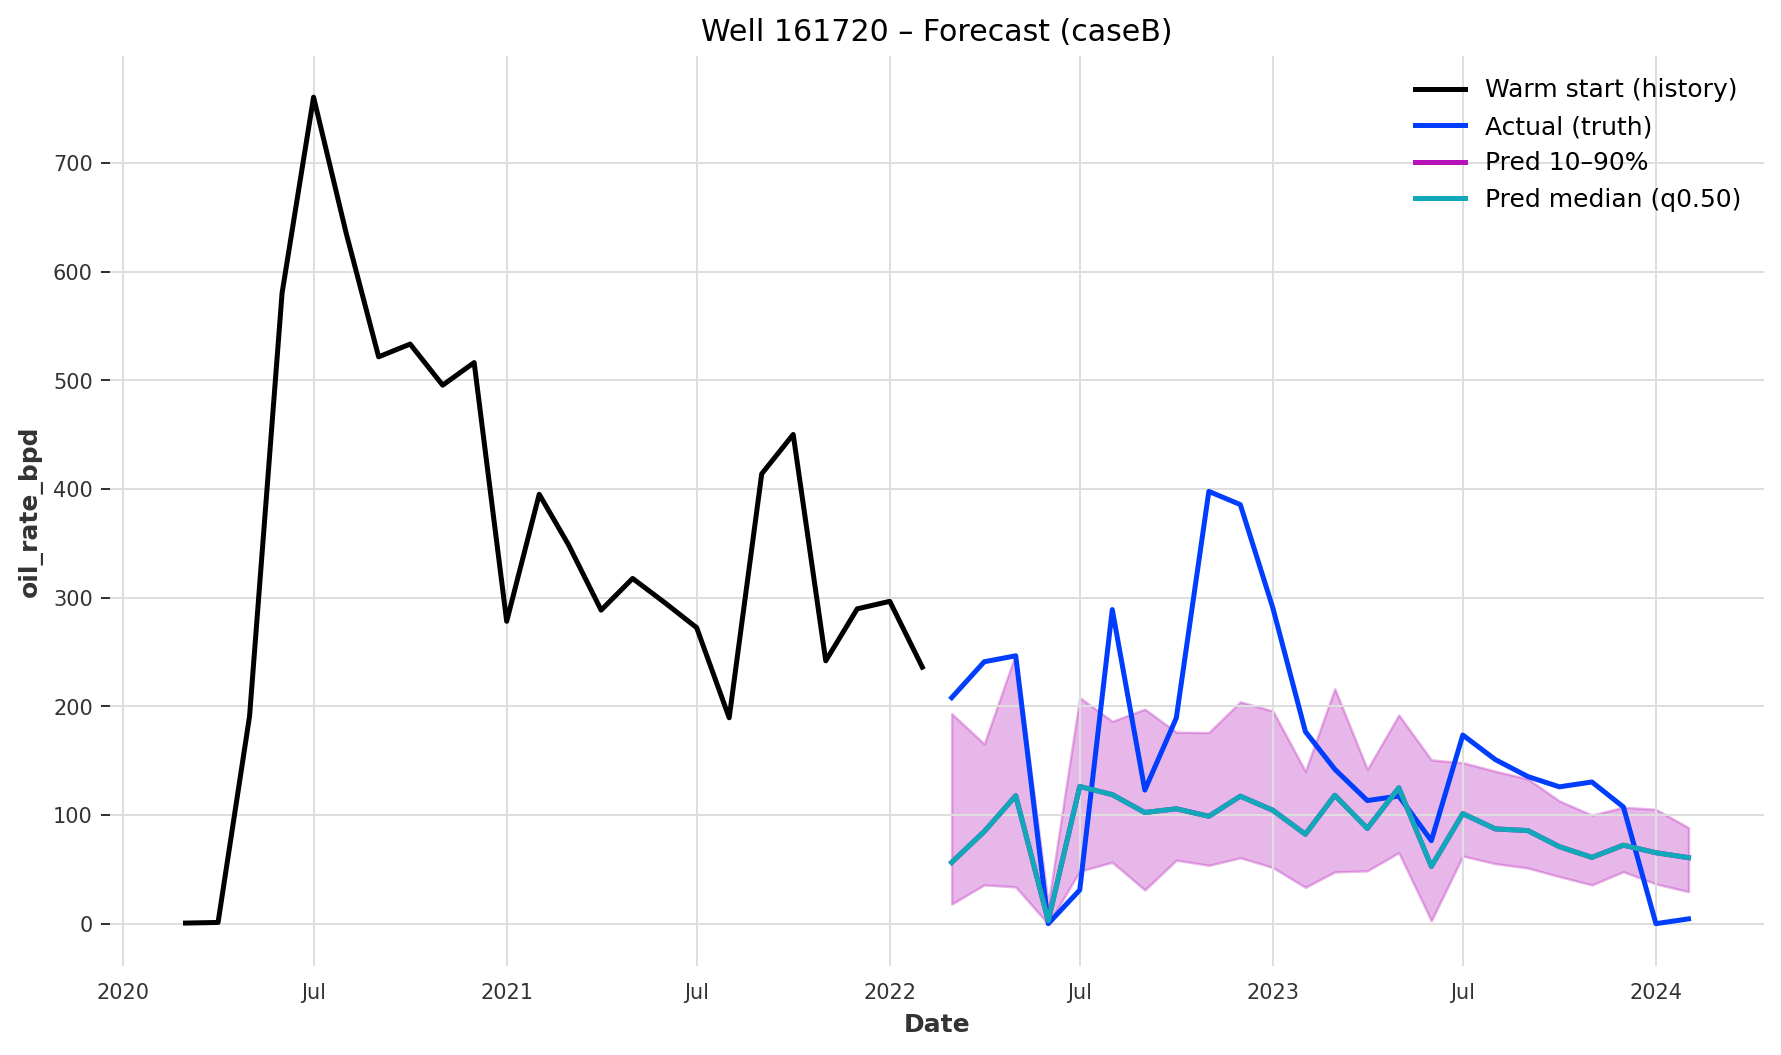 Well 161720 – Forecast (caseB)
Warm start (history)
Actual (truth)
Pred 10–90%
Pred median (q0.50)
oil_rate_bpd
700
600
500
400
300
200
100
0
2020
Jul
2021
Jul
2022
Jul
2023
Jul
2024
Date